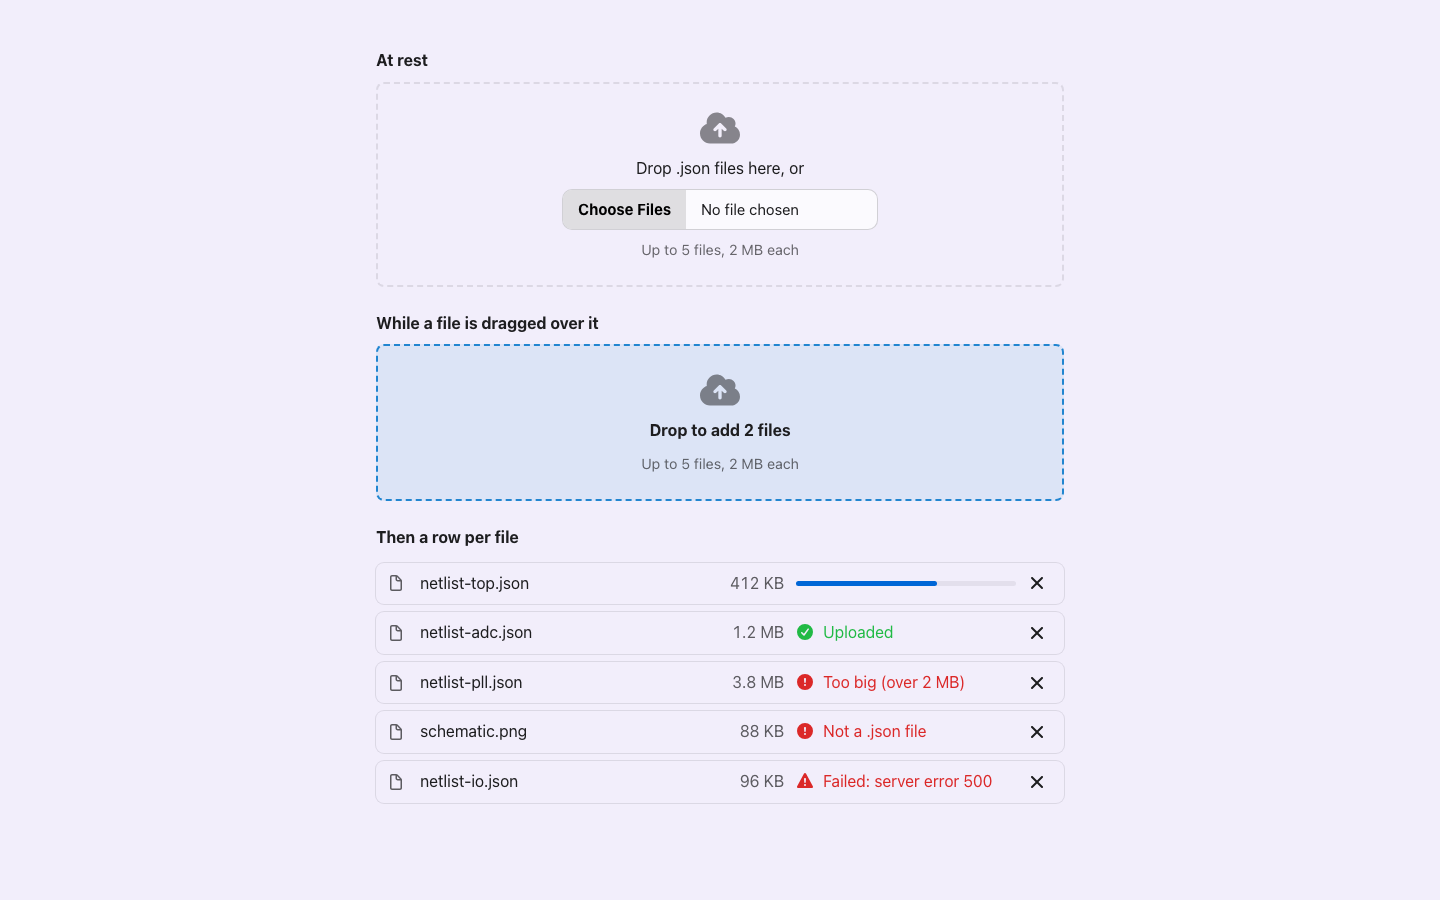 At rest
Drop .json files here, or
Choose Files No file chosen
Up to 5 files, 2 MB each
While a file is dragged over it
Drop to add 2 files
Up to 5 files, 2 MB each
Then a row per file
netlist-top.json 412 KB
netlist-adc.json 1.2 MB Uploaded
netlist-pll.json 3.8 MB Too big (over 2 MB)
schematic.png 88 KB Not a .json file
netlist-io.json 96 KB Failed: server error 500